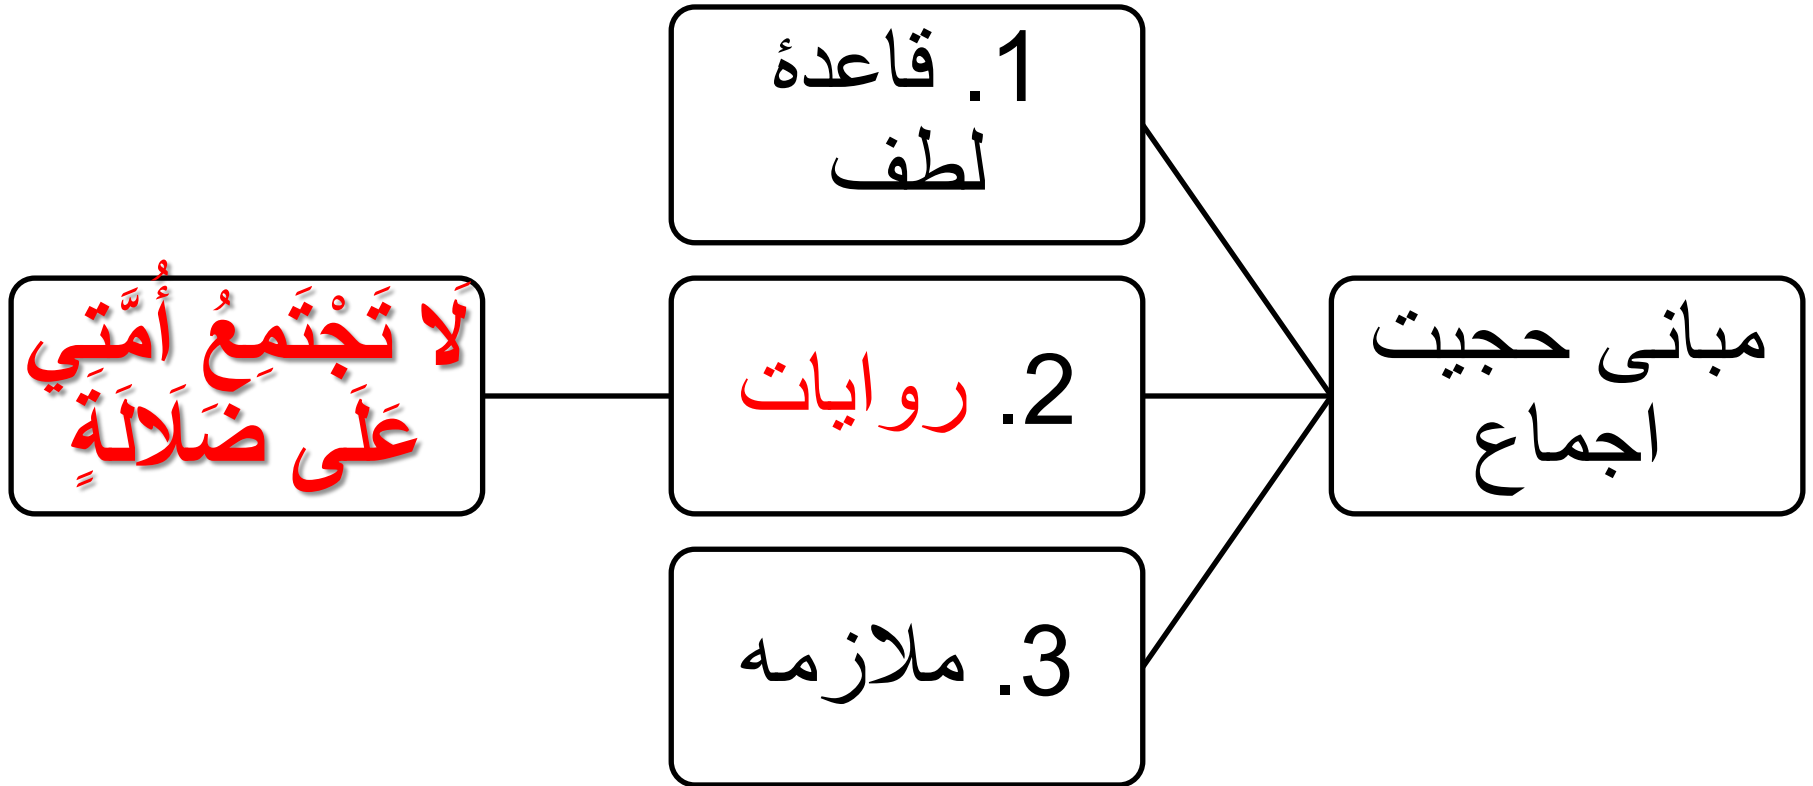 مبانی حجیت
اجماع
1. قاعدهٔ
لطف
2. روایات
3. ملازمه
لَا تَجْتَمِعُ أُمَّتِي
عَلَى ضَلَالَةٍ